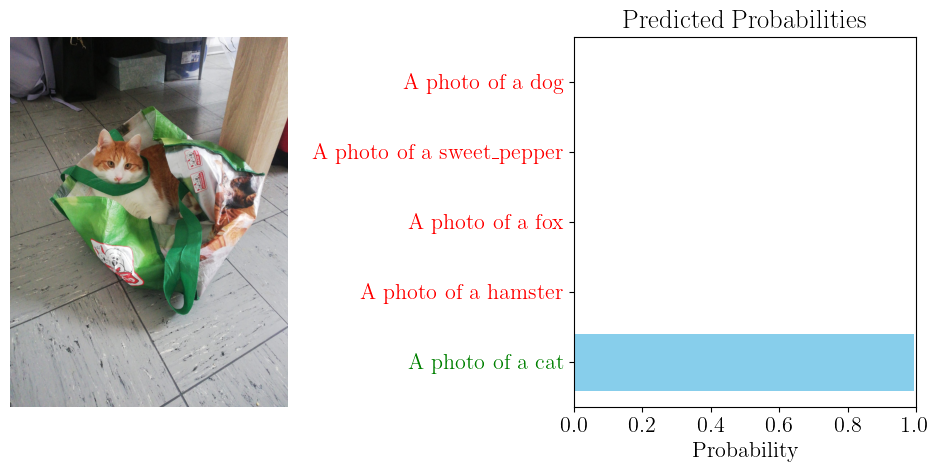 Predicted Probabilities
A photo of a dog
A photo of a sweet_pepper
A photo of a fox
A photo of a hamster
A photo of a cat
0.0 0.2 0.4 0.6 0.8 1.0
Probability